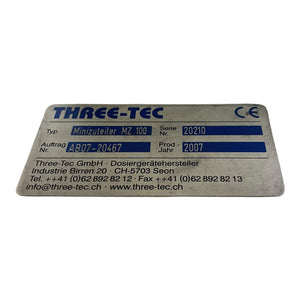 THREE-TEC CE
Typ Minizuteiler MZ 100 Serie Nr. 20210
Auftrag Nr. AB07-20467 Prod.- Jahr 2007
Three-Tec GmbH · Dosiergerätehersteller
Industrie Birren 20 · CH-5703 Seon
Tel. ++41 (0)62 892 82 12 · Fax ++41 (0)62 892 82 13
info@three-tec.ch · www.three-tec.ch